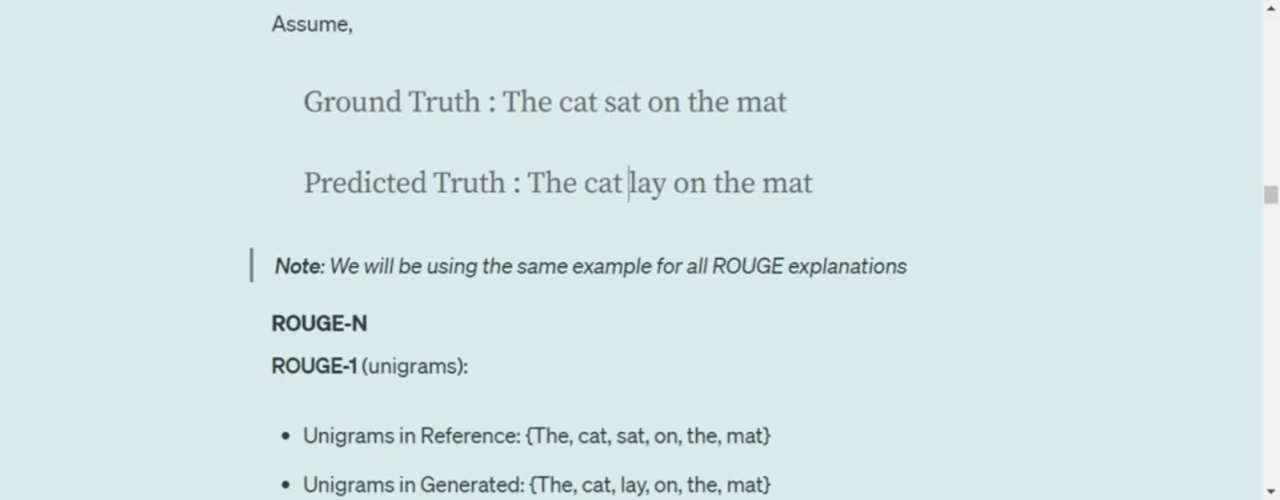 Assume,
Ground Truth : The cat sat on the mat
Predicted Truth : The cat lay on the mat
Note: We will be using the same example for all ROUGE explanations
ROUGE-N
ROUGE-1 (unigrams):
• Unigrams in Reference: {The, cat, sat, on, the, mat}
• Unigrams in Generated: {The, cat, lay, on, the, mat}